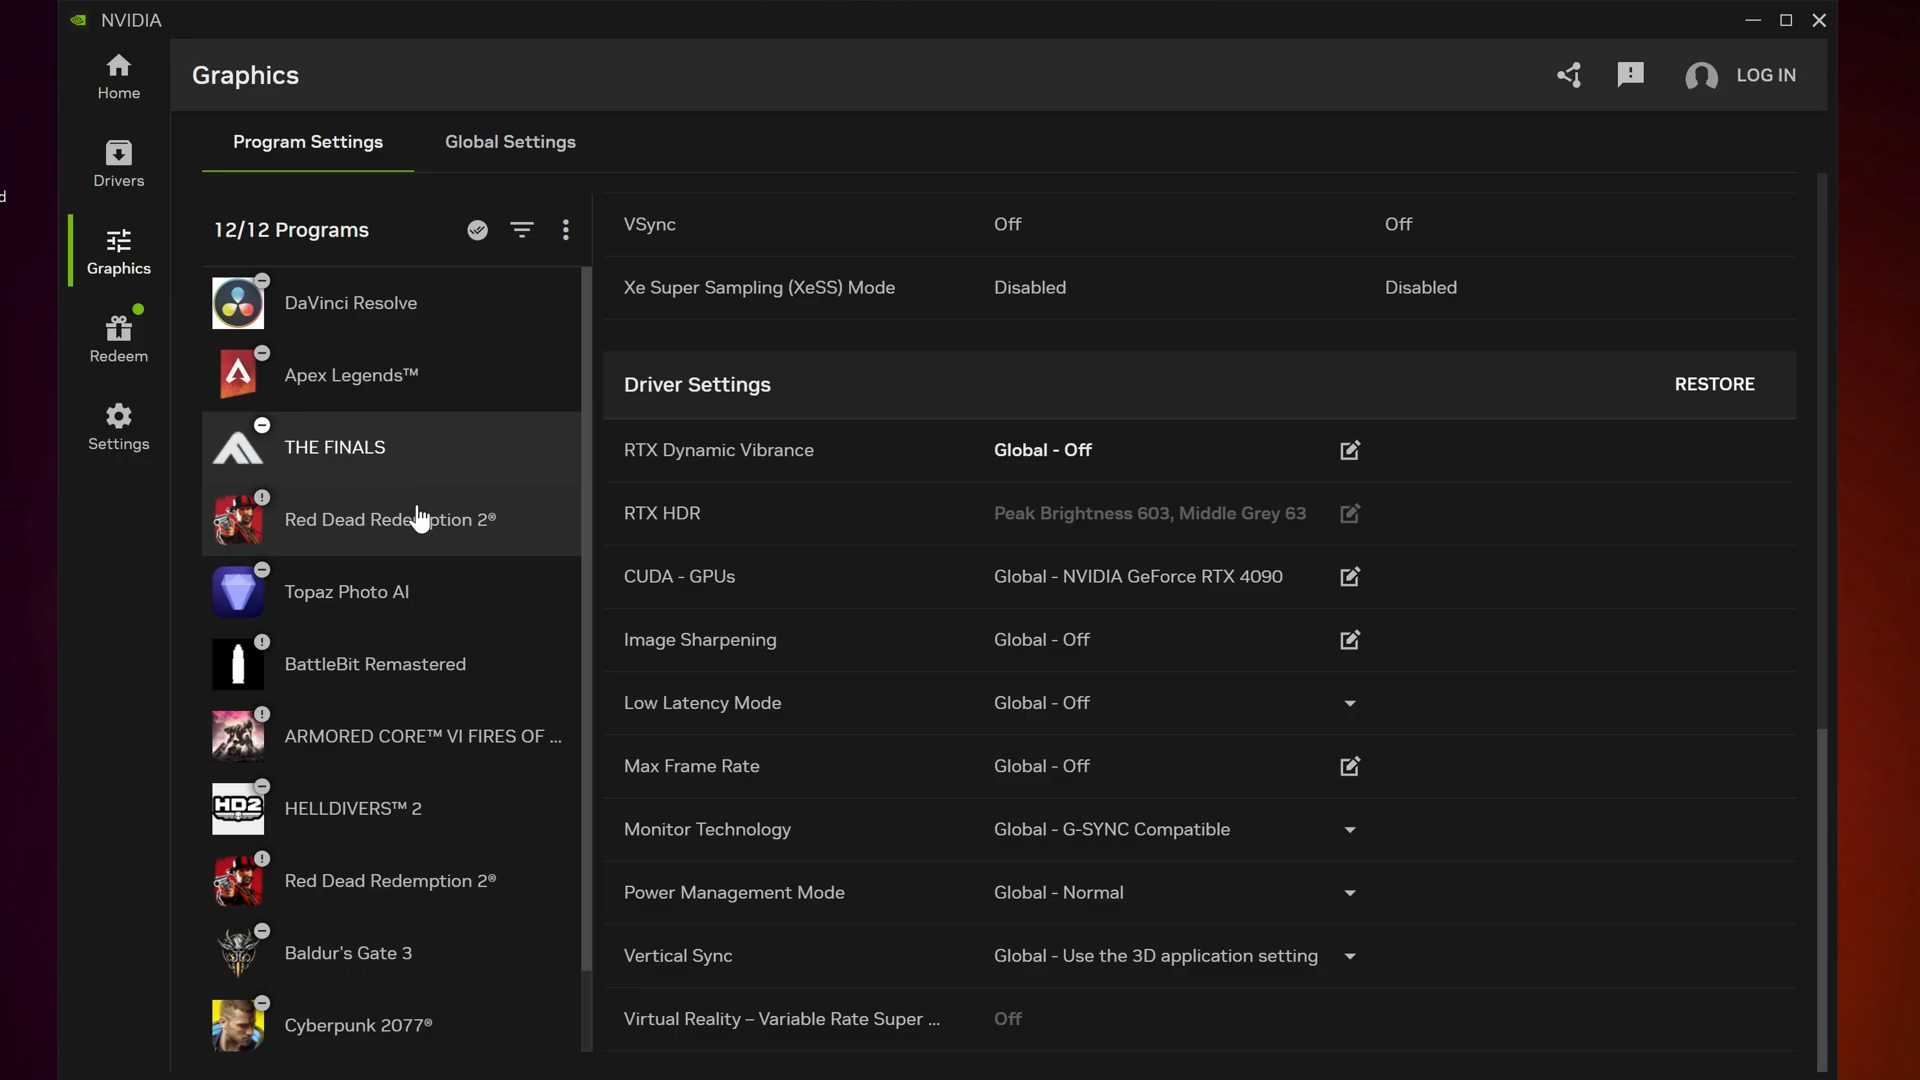 NVIDIA
Home
Drivers
Graphics
Redeem
Settings
d
Graphics
LOG IN
Program Settings
Global Settings
12/12 Programs
DaVinci Resolve
Apex Legends™
THE FINALS
Red Dead Redemption 2®
Topaz Photo AI
BattleBit Remastered
ARMORED CORE™ VI FIRES OF ...
HD2
HELLDIVERS™ 2
Red Dead Redemption 2®
Baldur's Gate 3
Cyberpunk 2077®
VSync Off Off
Xe Super Sampling (XeSS) Mode Disabled Disabled
Driver Settings RESTORE
RTX Dynamic Vibrance Global - Off
RTX HDR Peak Brightness 603, Middle Grey 63
CUDA - GPUs Global - NVIDIA GeForce RTX 4090
Image Sharpening Global - Off
Low Latency Mode Global - Off
Max Frame Rate Global - Off
Monitor Technology Global - G-SYNC Compatible
Power Management Mode Global - Normal
Vertical Sync Global - Use the 3D application setting
Virtual Reality – Variable Rate Super ... Off